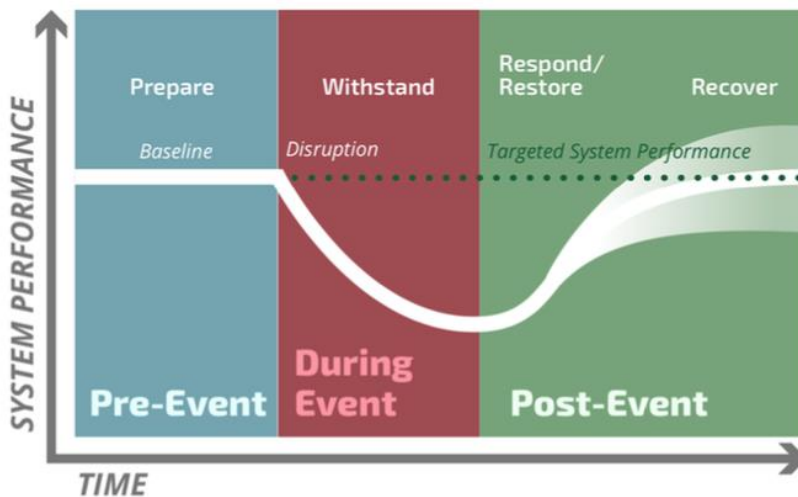 SYSTEM PERFORMANCE
Prepare
Withstand
Respond/
Restore
Recover
Baseline
Disruption
Targeted System Performance
Pre-Event
During
Event
Post-Event
TIME